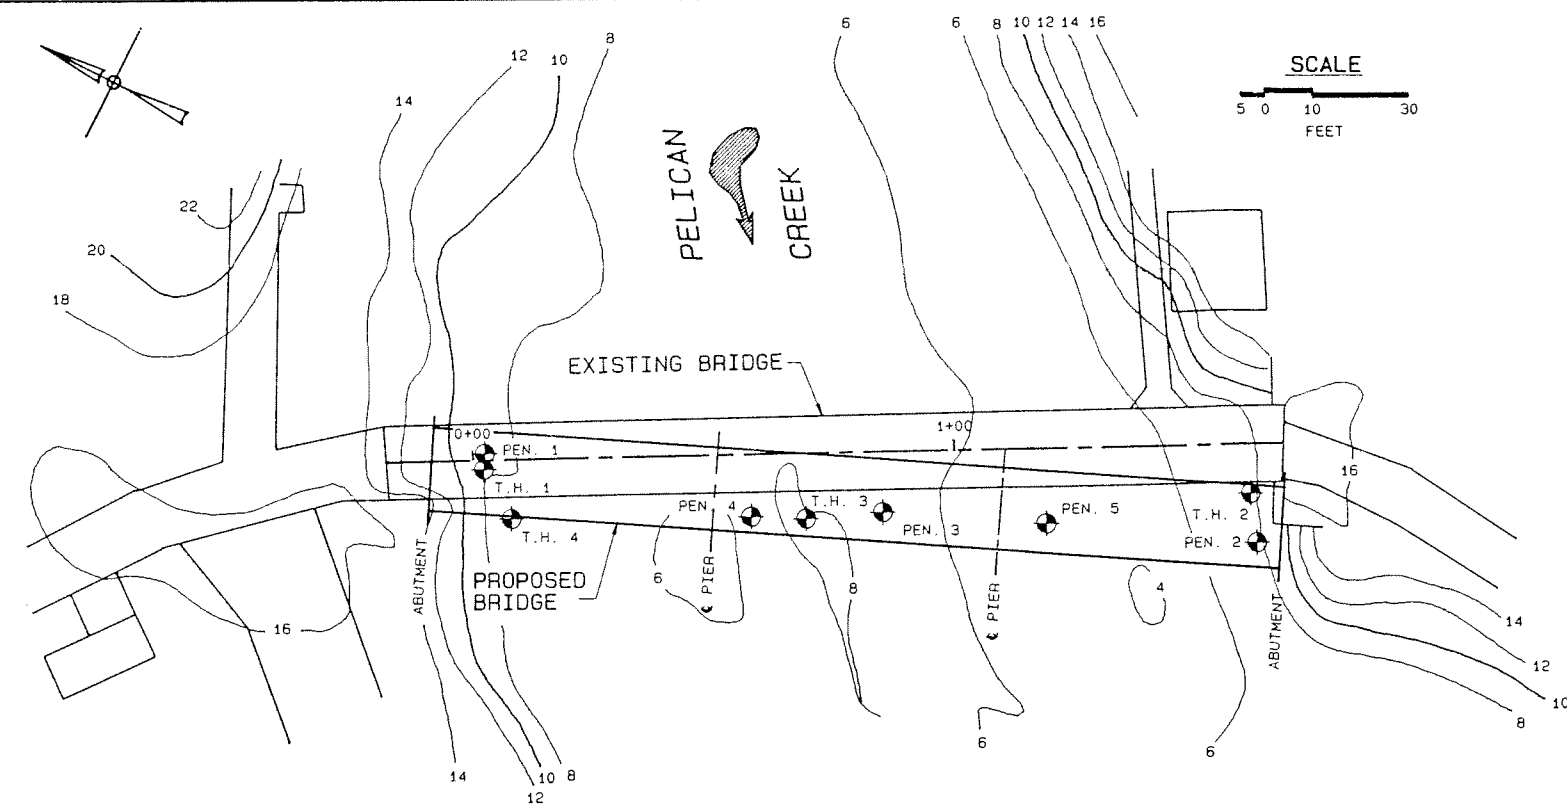 6
6
8
10
12
14
16
8
12
10
14
SCALE
5 0 10 30
FEET
PELICAN
CREEK
22
20
18
EXISTING BRIDGE
0+00
1+00
PEN. 1
T.H. 1
16
PEN. 4
T.H. 3
PEN. 3
PEN. 5
T.H. 2
PEN. 2
T.H. 4
PROPOSED
BRIDGE
ABUTMENT
6
℄ PIER
8
℄ PIER
4
ABUTMENT
16
14
12
10
8
6
6
14
10
8
12